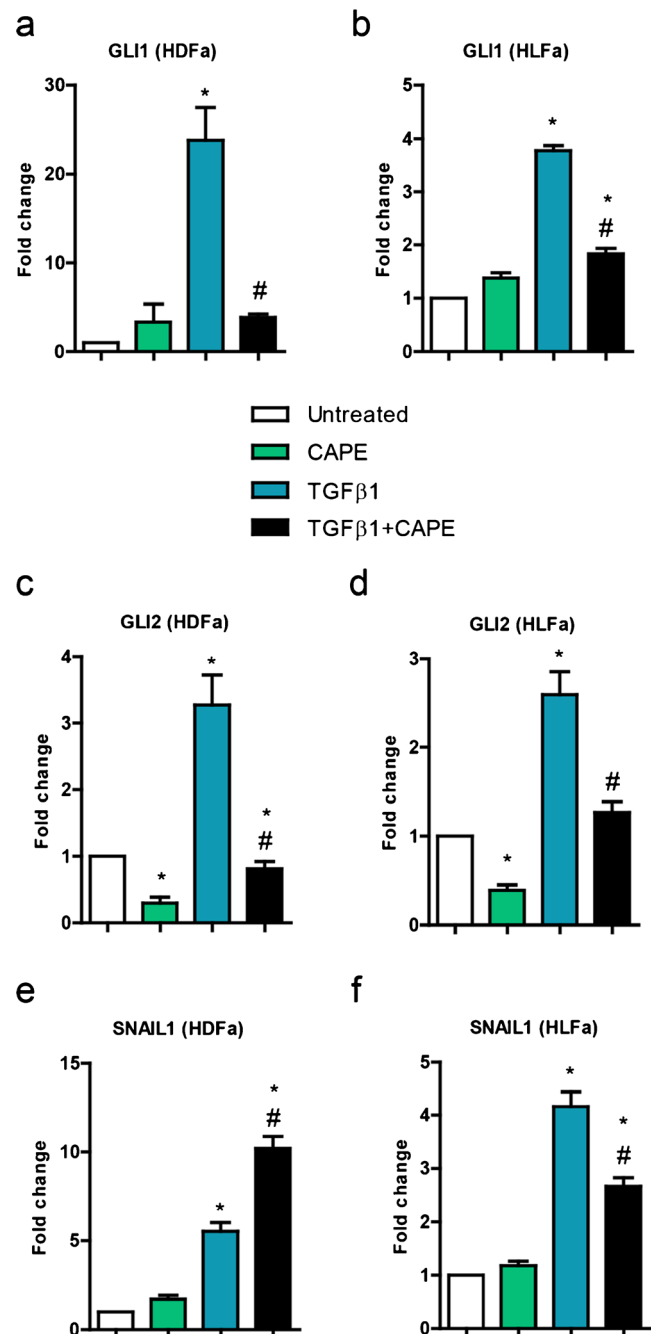 a
GLI1 (HDFa)
Fold change
30
20
10
0
*
#
b
GLI1 (HLFa)
Fold change
5
4
3
2
1
0
*
*
#
Untreated
CAPE
TGFβ1
TGFβ1+CAPE
c
GLI2 (HDFa)
Fold change
4
3
2
1
0
*
*
*
#
d
GLI2 (HLFa)
Fold change
3
2
1
0
*
*
#
e
SNAIL1 (HDFa)
Fold change
15
10
5
0
*
*
#
f
SNAIL1 (HLFa)
Fold change
5
4
3
2
1
0
*
*
#